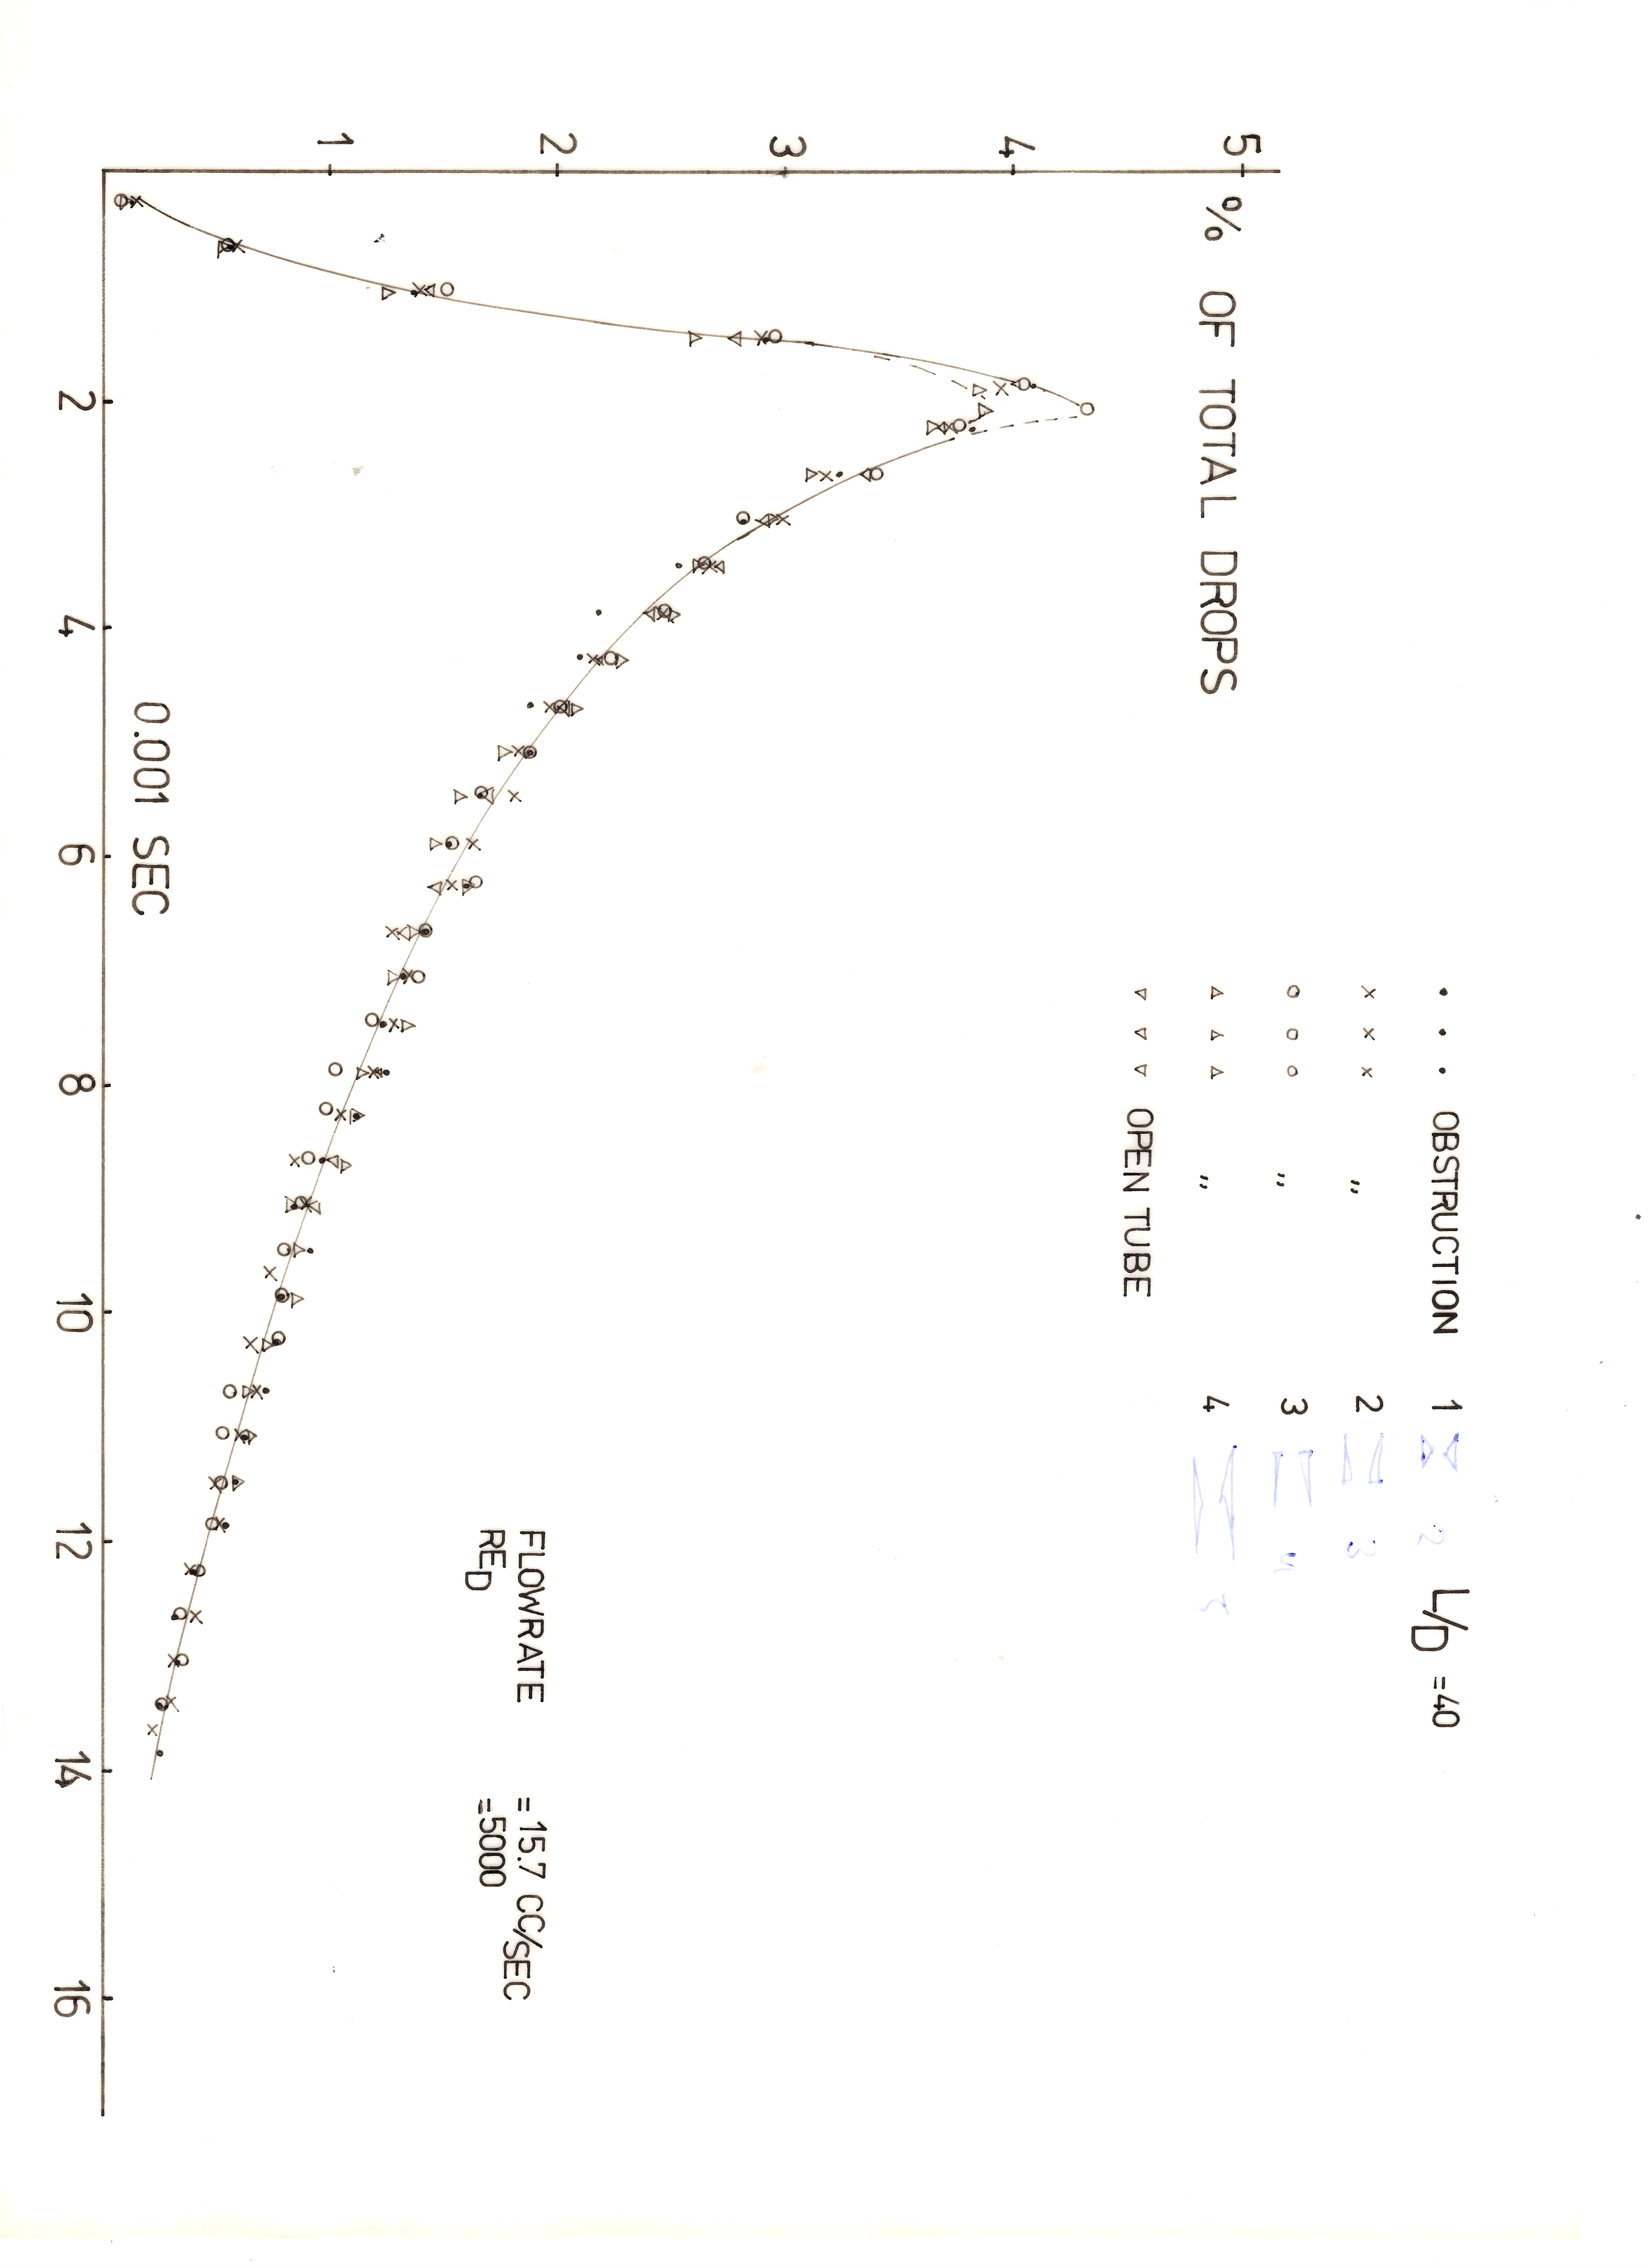 L/D =40
• • • OBSTRUCTION 1
x x x " 2
o o o " 3
▵ ▵ ▵ " 4
▿ ▿ ▿ OPEN TUBE
% OF TOTAL DROPS
5
4
3
2
1
FLOWRATE = 15.7 CC/SEC
RED =5000
0.001 SEC
2 4 6 8 10 12 14 16